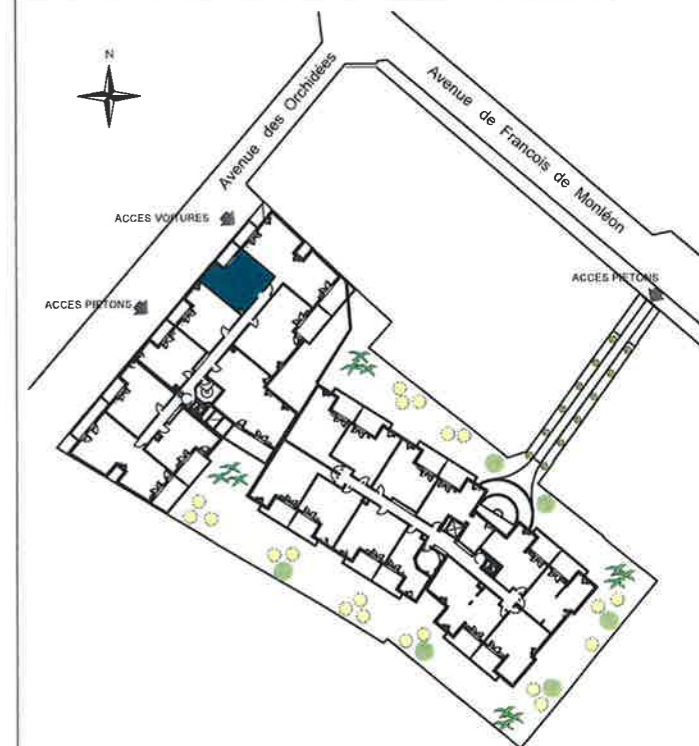 N
Avenue des Orchidées
Avenue de Francois de Monléon
ACCES VOITURES
ACCES PIETONS
ACCES PIETONS